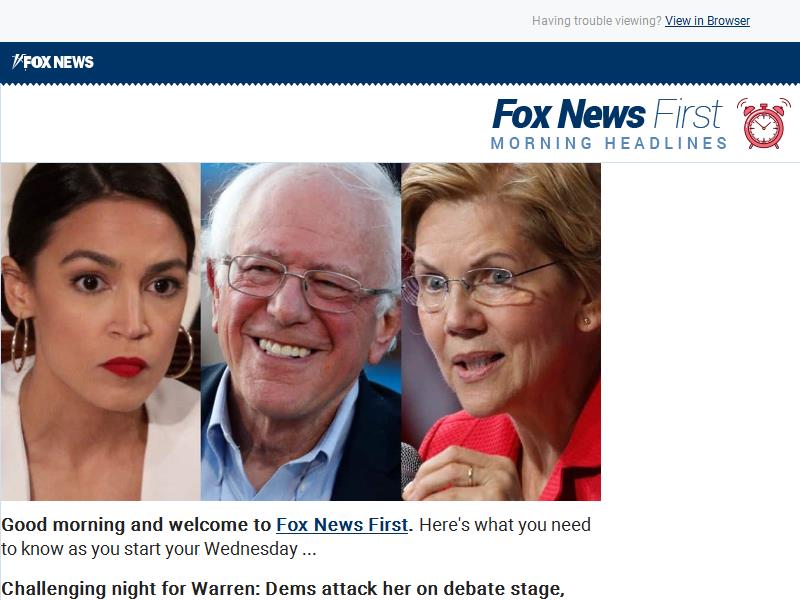 Having trouble viewing? View in Browser
FOX NEWS
Fox News First
MORNING HEADLINES
Good morning and welcome to Fox News First. Here's what you need
to know as you start your Wednesday ...
Challenging night for Warren: Dems attack her on debate stage,